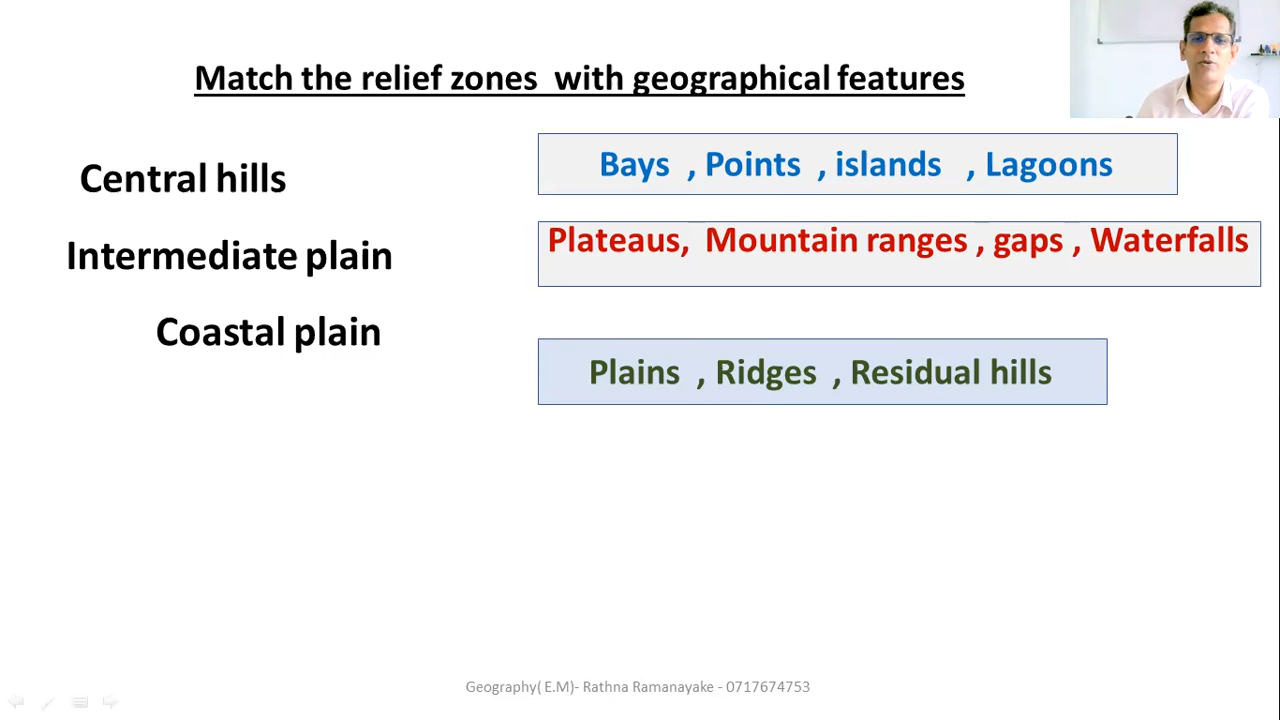 Match the relief zones with geographical features
Central hills
Bays , Points , islands , Lagoons
Intermediate plain
Plateaus, Mountain ranges , gaps , Waterfalls
Coastal plain
Plains , Ridges , Residual hills
Geography( E.M)- Rathna Ramanayake - 0717674753